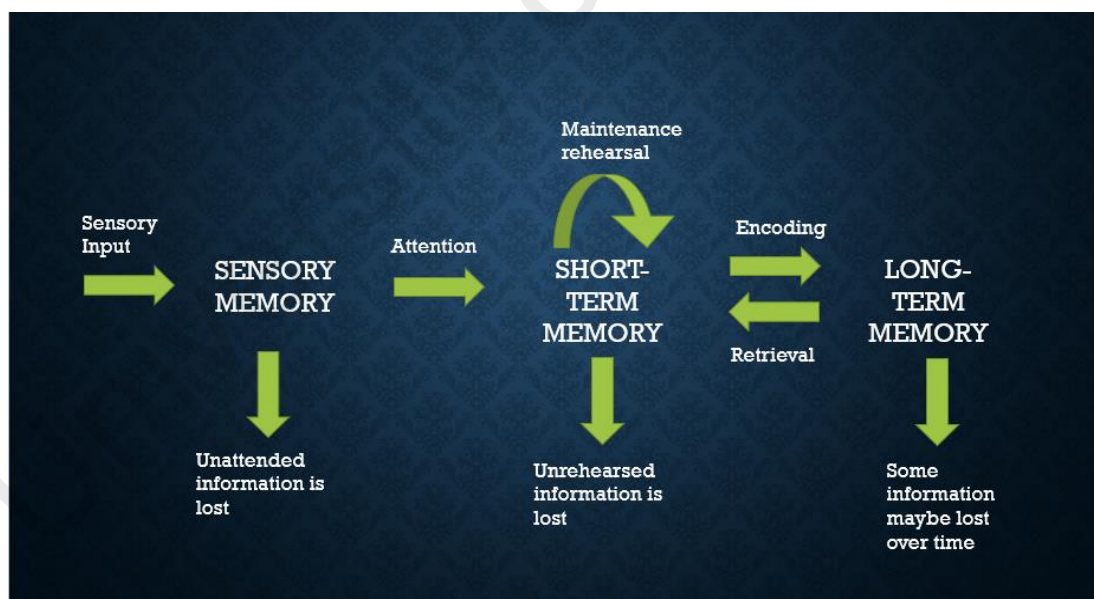 Maintenance
rehearsal
Sensory
Input
Attention
Encoding
SENSORY
MEMORY
SHORT-
TERM
MEMORY
LONG-
TERM
MEMORY
Retrieval
Unattended
information is
lost
Unrehearsed
information is
lost
Some
information
maybe lost
over time